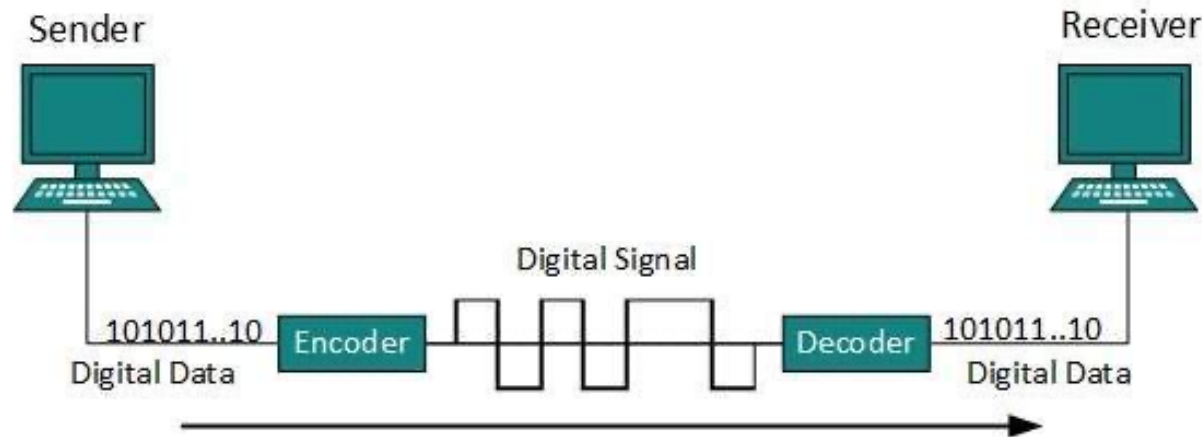 Sender
Receiver
Digital Signal
101011..10
Encoder
Decoder
101011..10
Digital Data
Digital Data